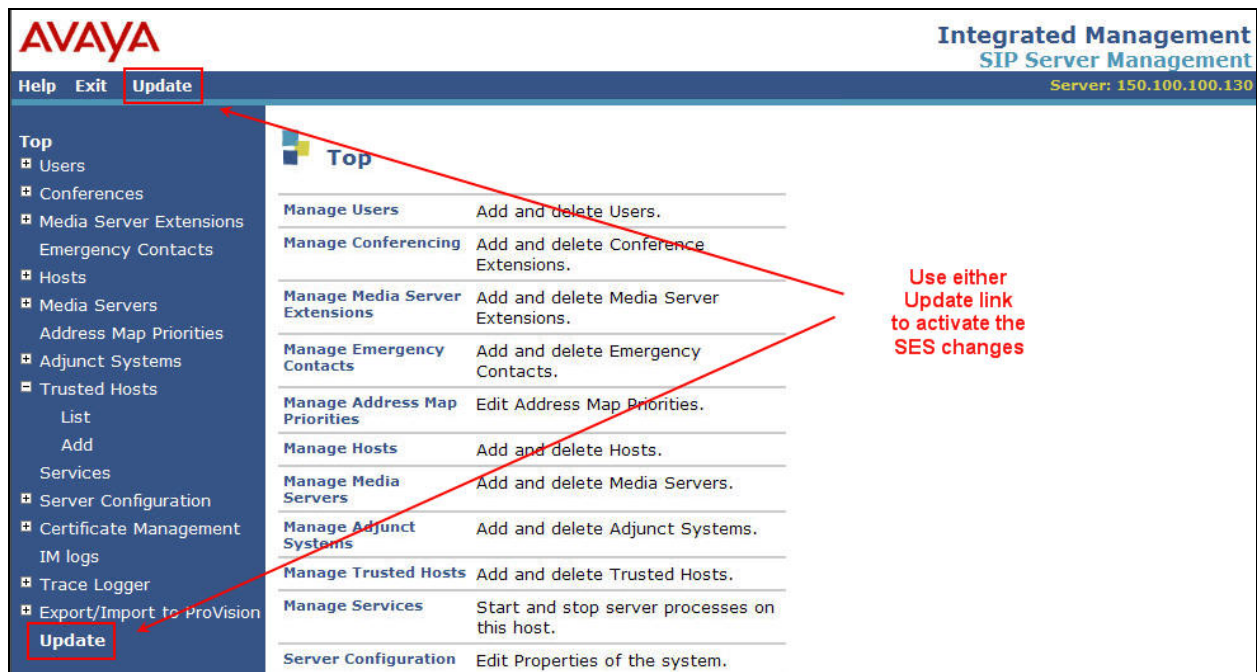 AVAYA
Integrated Management
SIP Server Management
Help Exit Update
Server: 150.100.100.130
Top
Users
Conferences
Media Server Extensions
Emergency Contacts
Hosts
Media Servers
Address Map Priorities
Adjunct Systems
Trusted Hosts
List
Add
Services
Server Configuration
Certificate Management
IM logs
Trace Logger
Export/Import to ProVision
Update
Top
Manage Users Add and delete Users.
Manage Conferencing Add and delete Conference
Extensions.
Manage Media Server Add and delete Media Server
Extensions Extensions.
Manage Emergency Add and delete Emergency
Contacts Contacts.
Manage Address Map Edit Address Map Priorities.
Priorities
Manage Hosts Add and delete Hosts.
Manage Media Add and delete Media Servers.
Servers
Manage Adjunct Add and delete Adjunct Systems.
Systems
Manage Trusted Hosts Add and delete Trusted Hosts.
Manage Services Start and stop server processes on
this host.
Server Configuration Edit Properties of the system.
Use either
Update link
to activate the
SES changes